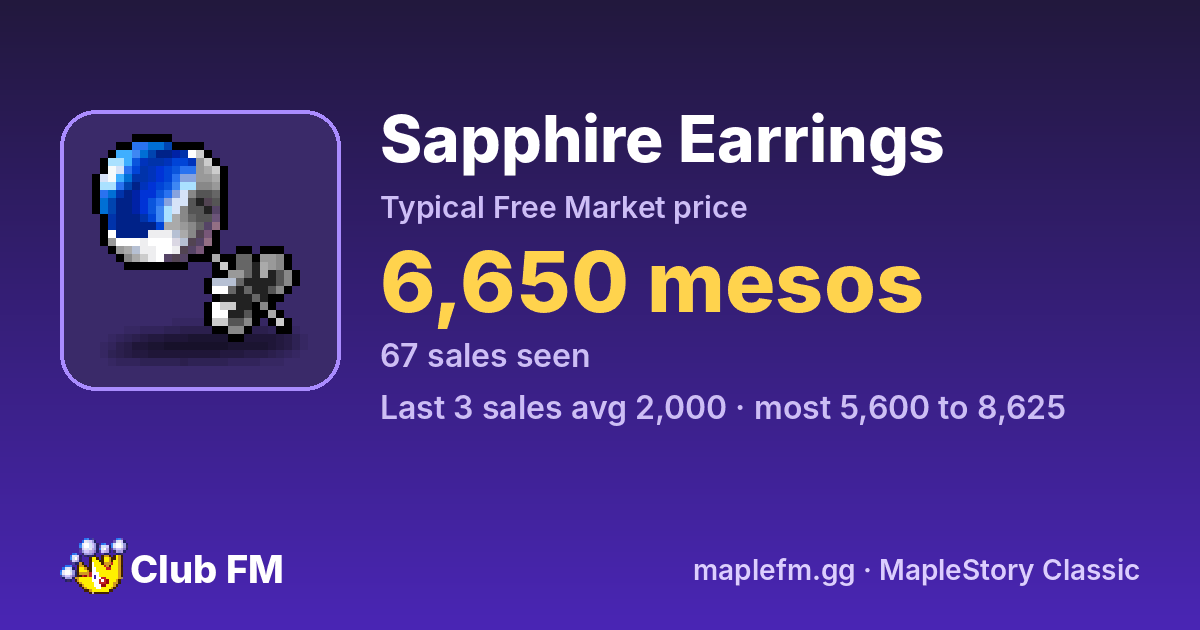 Sapphire Earrings
Typical Free Market price
6,650 mesos
67 sales seen
Last 3 sales avg 2,000 · most 5,600 to 8,625
Club FM
maplefm.gg · MapleStory Classic